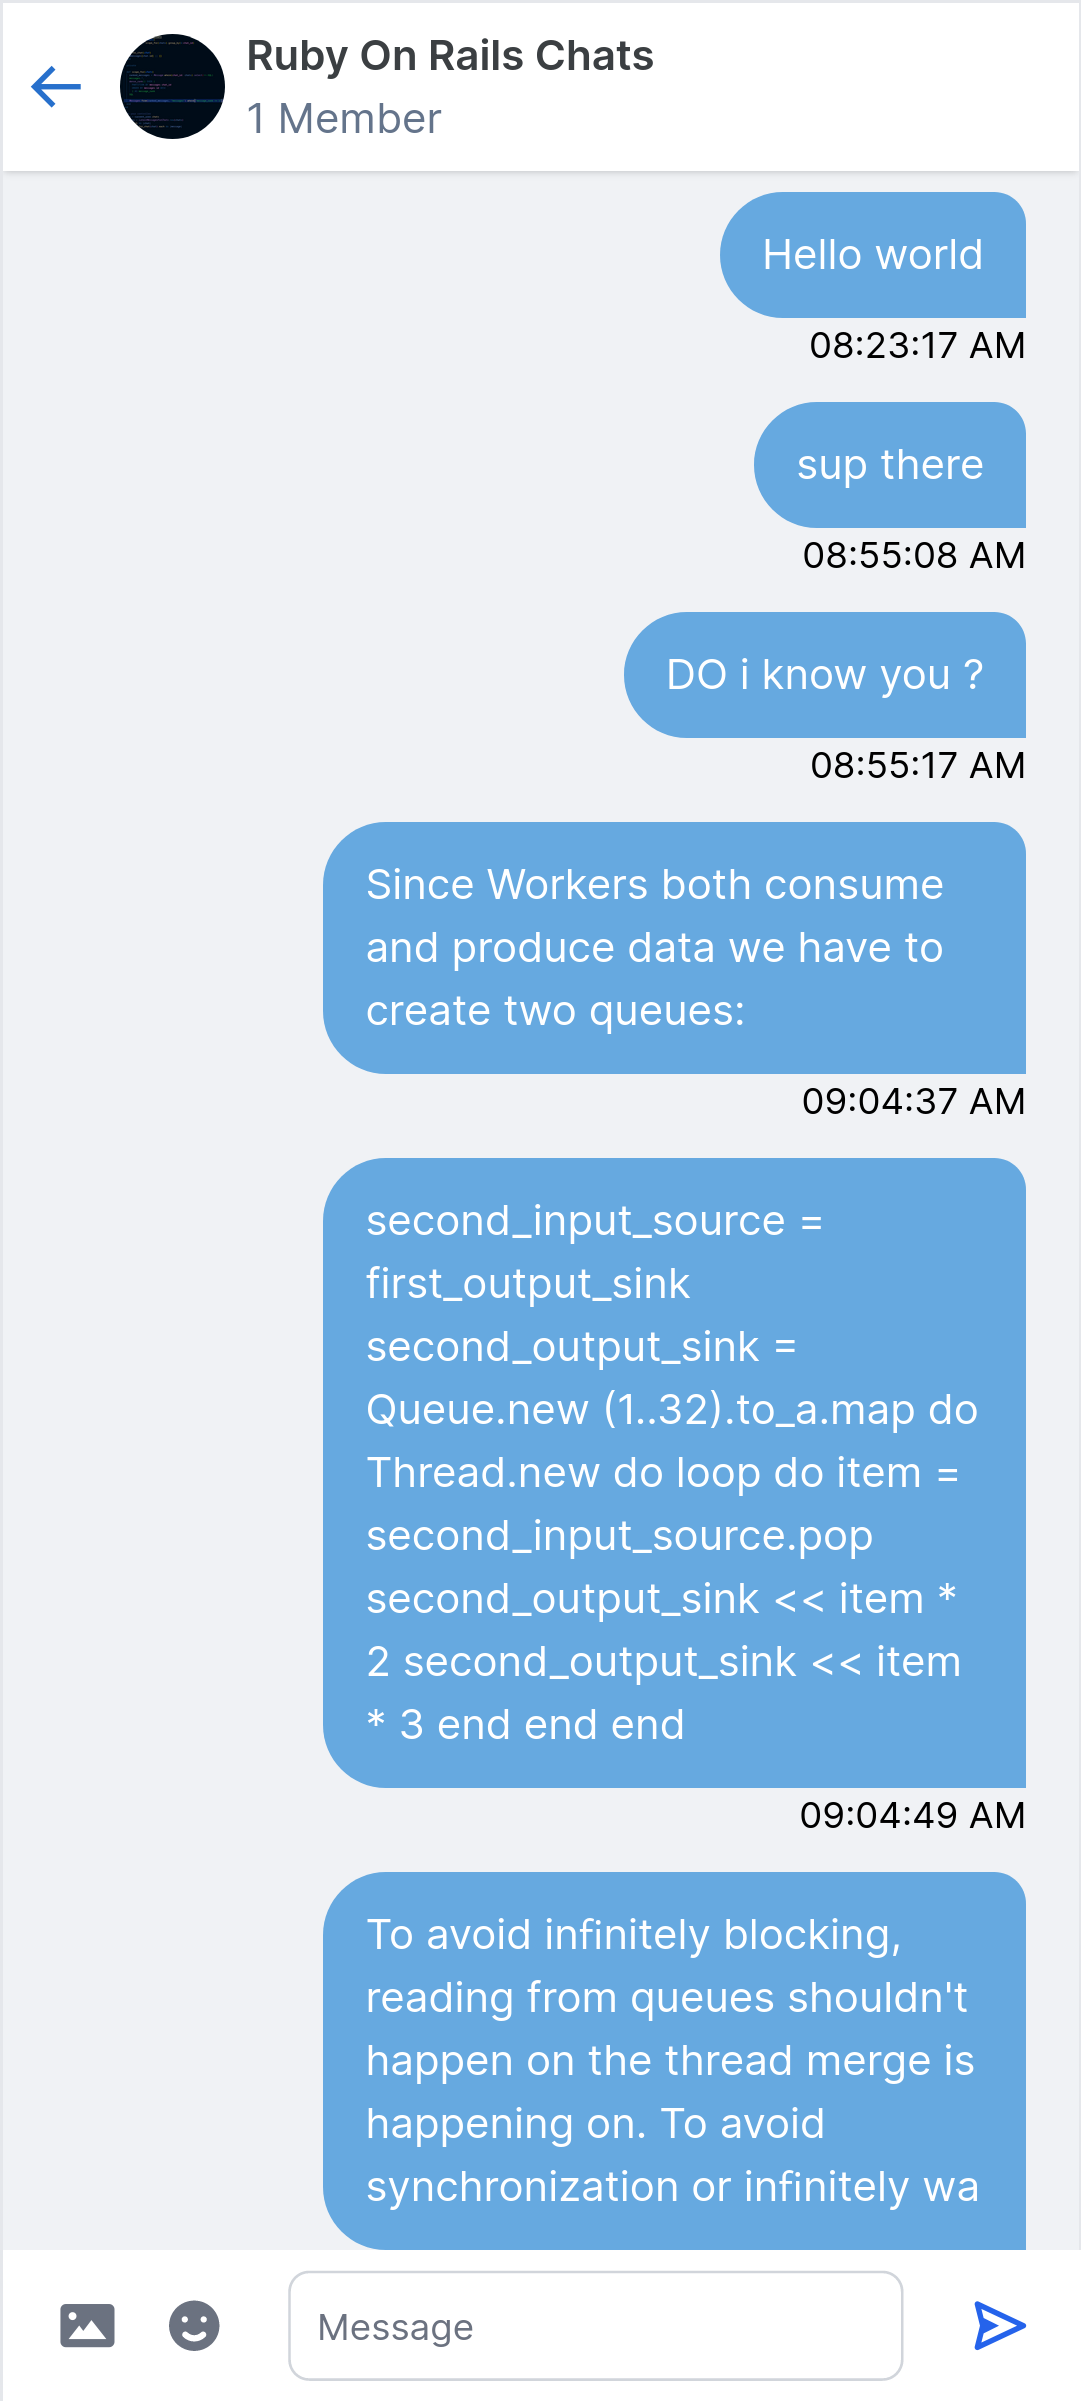 Ruby On Rails Chats
1 Member
Hello world
08:23:17 AM
sup there
08:55:08 AM
DO i know you ?
08:55:17 AM
Since Workers both consume
and produce data we have to
create two queues:
09:04:37 AM
second_input_source =
first_output_sink
second_output_sink =
Queue.new (1..32).to_a.map do
Thread.new do loop do item =
second_input_source.pop
second_output_sink << item *
2 second_output_sink << item
* 3 end end end
09:04:49 AM
To avoid infinitely blocking,
reading from queues shouldn't
happen on the thread merge is
happening on. To avoid
synchronization or infinitely wa
Message